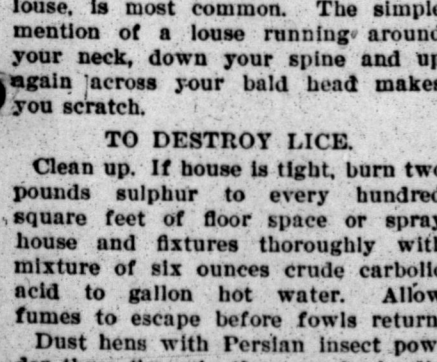 louse, is most common. The simple
mention of a louse running around
your neck, down your spine and up
again across your bald head makes
you scratch.
TO DESTROY LICE.
Clean up. If house is tight, burn two
pounds sulphur to every hundred
square feet of floor space or spray
house and fixtures thoroughly with
mixture of six ounces crude carbolic
acid to gallon hot water. Allow
fumes to escape before fowls return
Dust hens with Persian insect pow